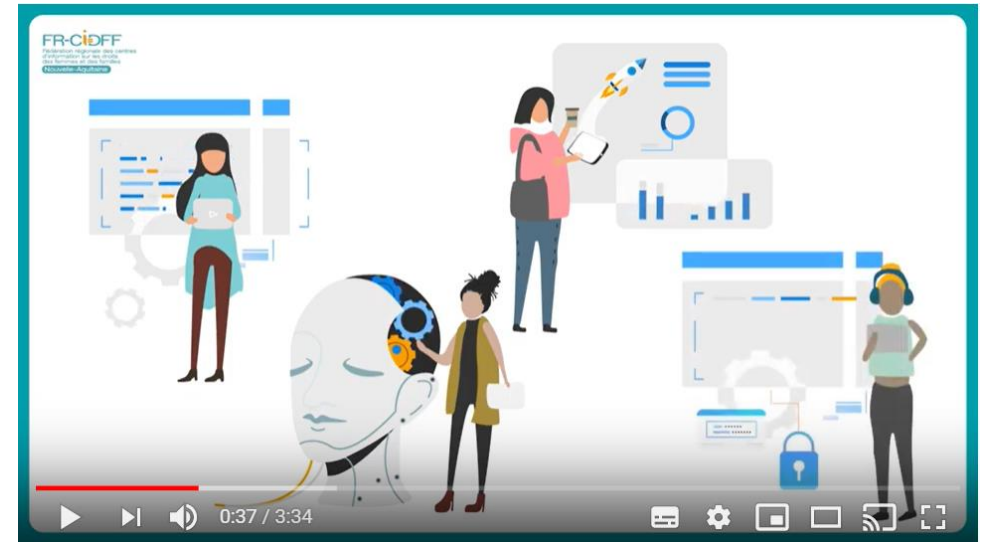 FR-CiDFF
Fédération régionale des centres
d'information sur les droits
des femmes et des familles
Nouvelle-Aquitaine
0:37 / 3:34